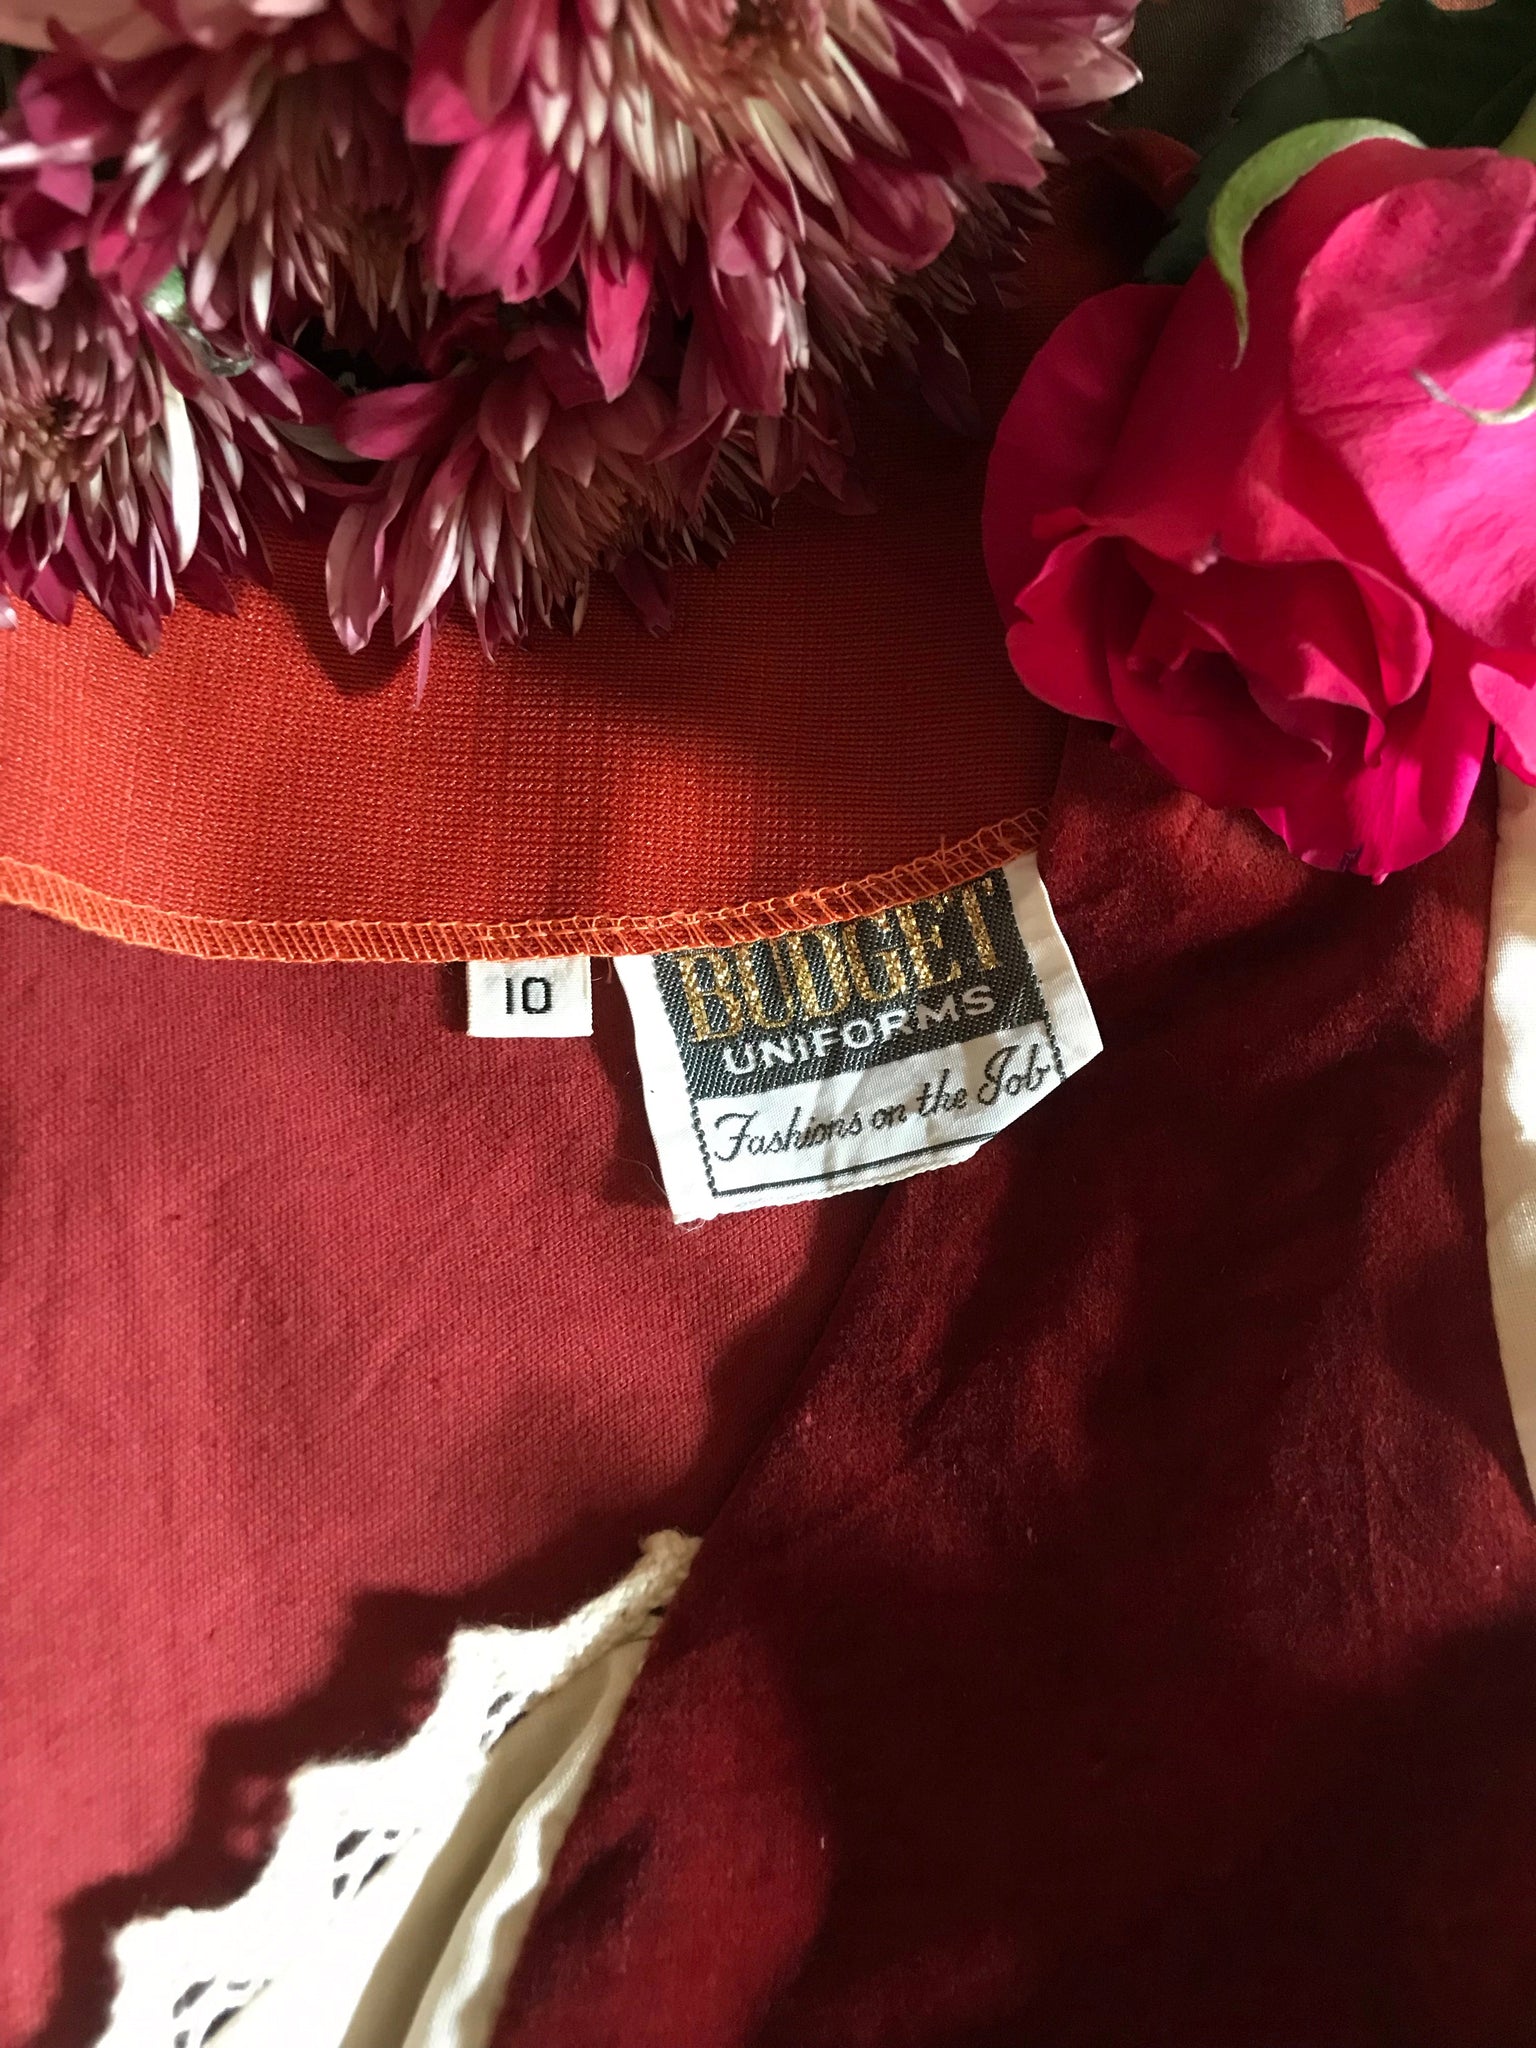 10
BUDGET
UNIFORMS
Fashions on the Job